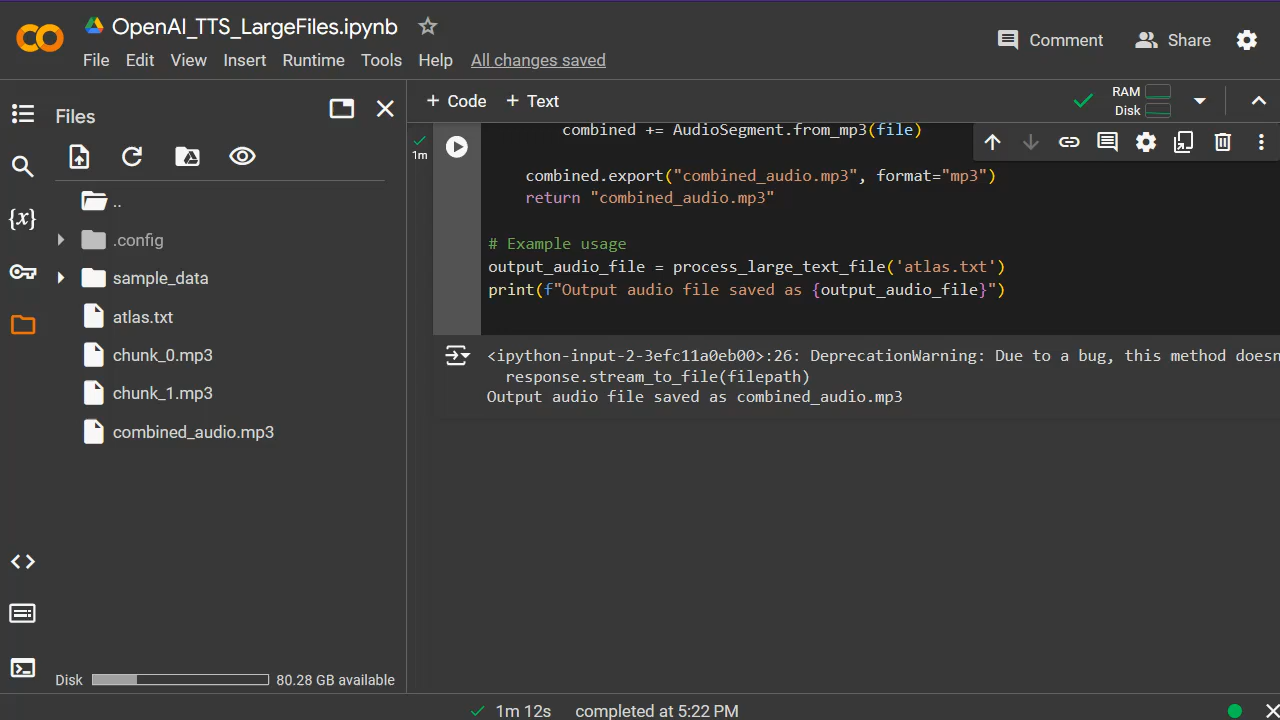 OpenAI_TTS_LargeFiles.ipynb
File Edit View Insert Runtime Tools Help All changes saved
Comment Share
Files
+ Code + Text
RAM
Disk
..
.config
sample_data
atlas.txt
chunk_0.mp3
chunk_1.mp3
combined_audio.mp3
Disk 80.28 GB available
{x}
1m
combined += AudioSegment.from_mp3(file)
combined.export("combined_audio.mp3", format="mp3")
return "combined_audio.mp3"
# Example usage
output_audio_file = process_large_text_file('atlas.txt')
print(f"Output audio file saved as {output_audio_file}")
<ipython-input-2-3efc11a0eb00>:26: DeprecationWarning: Due to a bug, this method doesn
response.stream_to_file(filepath)
Output audio file saved as combined_audio.mp3
1m 12s completed at 5:22 PM